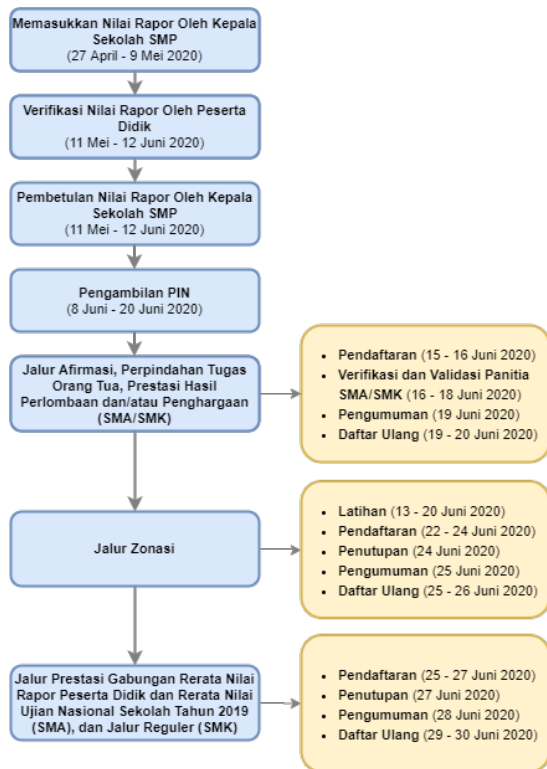 Memasukkan Nilai Rapor Oleh Kepala
Sekolah SMP
(27 April - 9 Mei 2020)
Verifikasi Nilai Rapor Oleh Peserta
Didik
(11 Mei - 12 Juni 2020)
Pembetulan Nilai Rapor Oleh Kepala
Sekolah SMP
(11 Mei - 12 Juni 2020)
Pengambilan PIN
(8 Juni - 20 Juni 2020)
Jalur Afirmasi, Perpindahan Tugas
Orang Tua, Prestasi Hasil
Perlombaan dan/atau Penghargaan
(SMA/SMK)
• Pendaftaran (15 - 16 Juni 2020)
• Verifikasi dan Validasi Panitia
SMA/SMK (16 - 18 Juni 2020)
• Pengumuman (19 Juni 2020)
• Daftar Ulang (19 - 20 Juni 2020)
Jalur Zonasi
• Latihan (13 - 20 Juni 2020)
• Pendaftaran (22 - 24 Juni 2020)
• Penutupan (24 Juni 2020)
• Pengumuman (25 Juni 2020)
• Daftar Ulang (25 - 26 Juni 2020)
Jalur Prestasi Gabungan Rerata Nilai
Rapor Peserta Didik dan Rerata Nilai
Ujian Nasional Sekolah Tahun 2019
(SMA), dan Jalur Reguler (SMK)
• Pendaftaran (25 - 27 Juni 2020)
• Penutupan (27 Juni 2020)
• Pengumuman (28 Juni 2020)
• Daftar Ulang (29 - 30 Juni 2020)